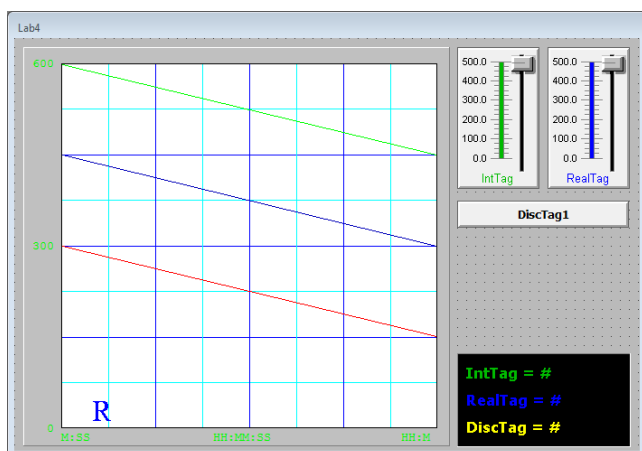 Lab4
600
300
0
R
M:SS HH:MM:SS HH:M
500.0
400.0
300.0
200.0
100.0
0.0
IntTag
500.0
400.0
300.0
200.0
100.0
0.0
RealTag
DiscTag1
IntTag = #
RealTag = #
DiscTag = #